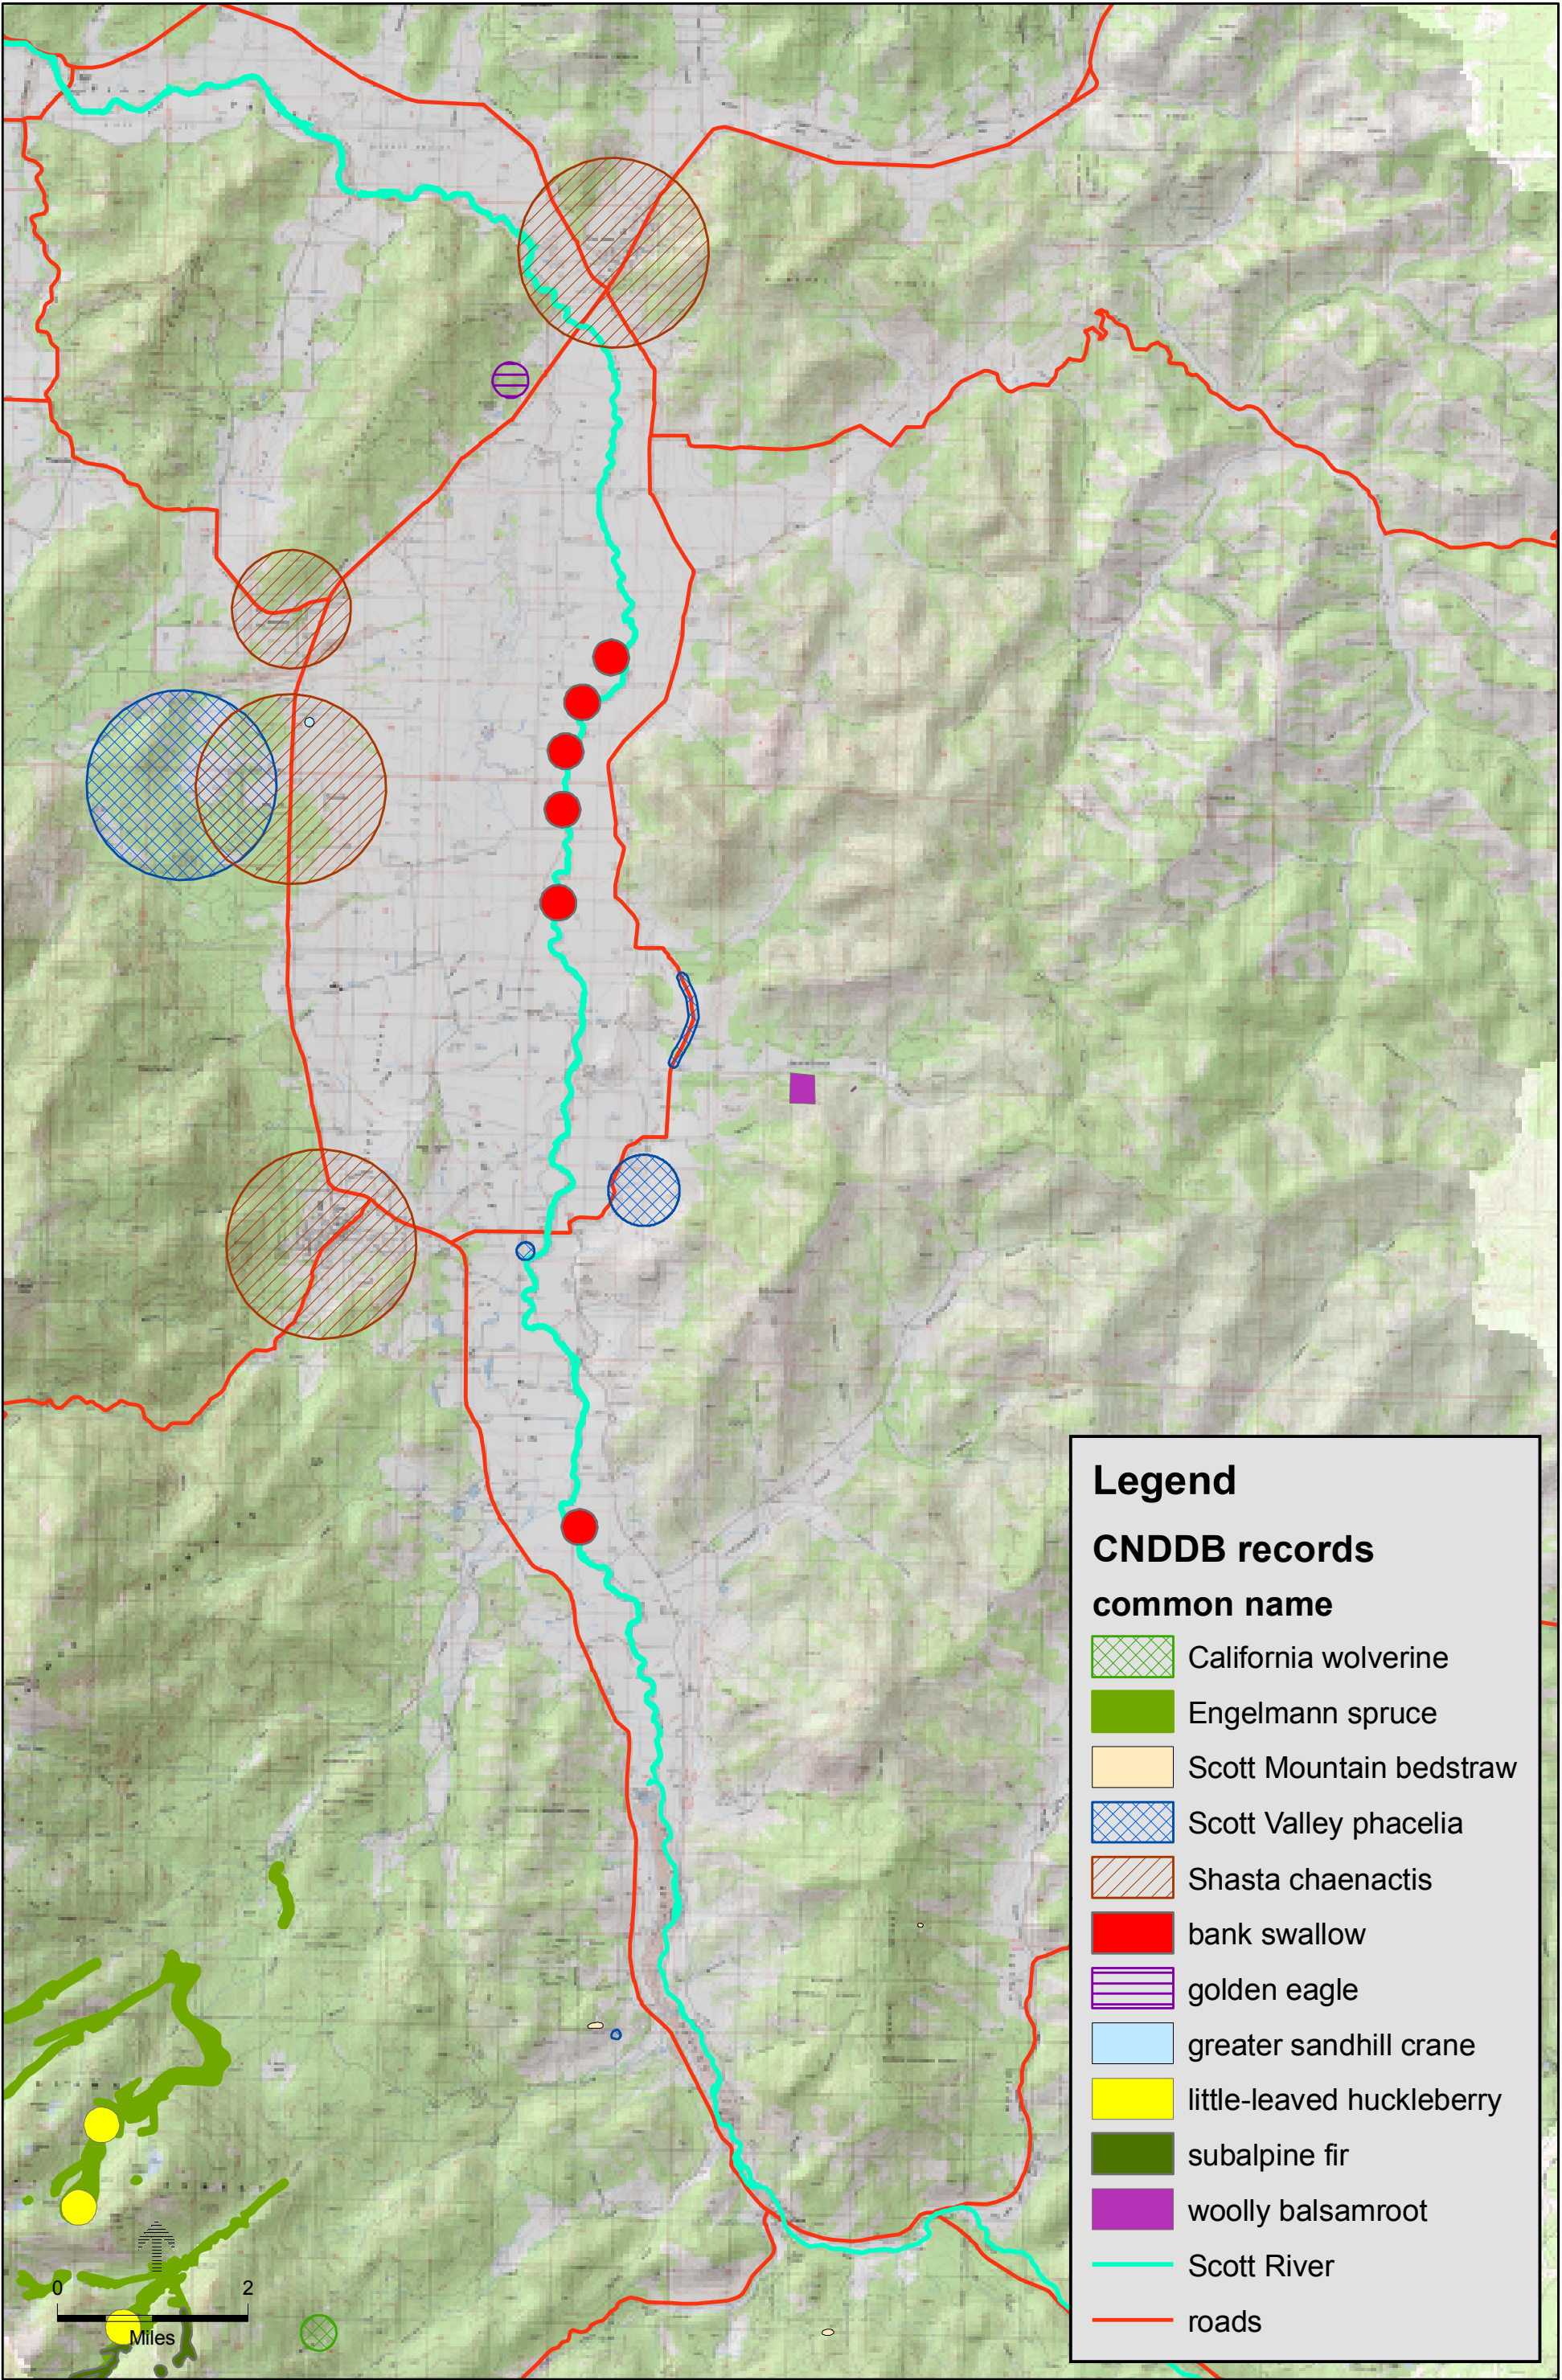 Legend
CNDDB records
common name
California wolverine
Engelmann spruce
Scott Mountain bedstraw
Scott Valley phacelia
Shasta chaenactis
bank swallow
golden eagle
greater sandhill crane
little-leaved huckleberry
subalpine fir
woolly balsamroot
Scott River
roads
0 2
Miles